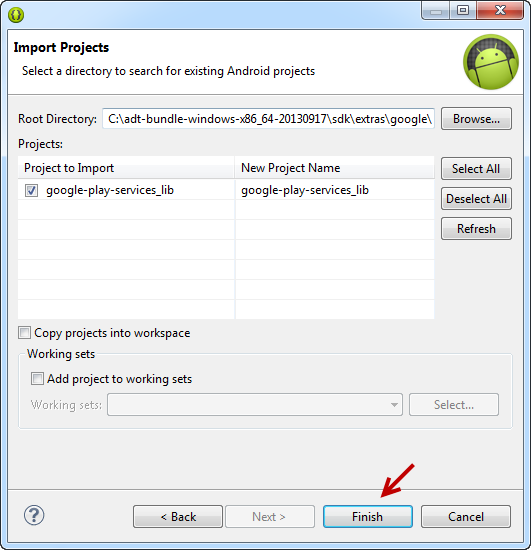 Import Projects
Select a directory to search for existing Android projects
Root Directory: C:\adt-bundle-windows-x86_64-20130917\sdk\extras\google\ Browse...
Projects:
Project to Import New Project Name Select All
google-play-services_lib google-play-services_lib
Deselect All
Refresh
Copy projects into workspace
Working sets
Add project to working sets
Working sets: Select...
? < Back Next > Finish Cancel